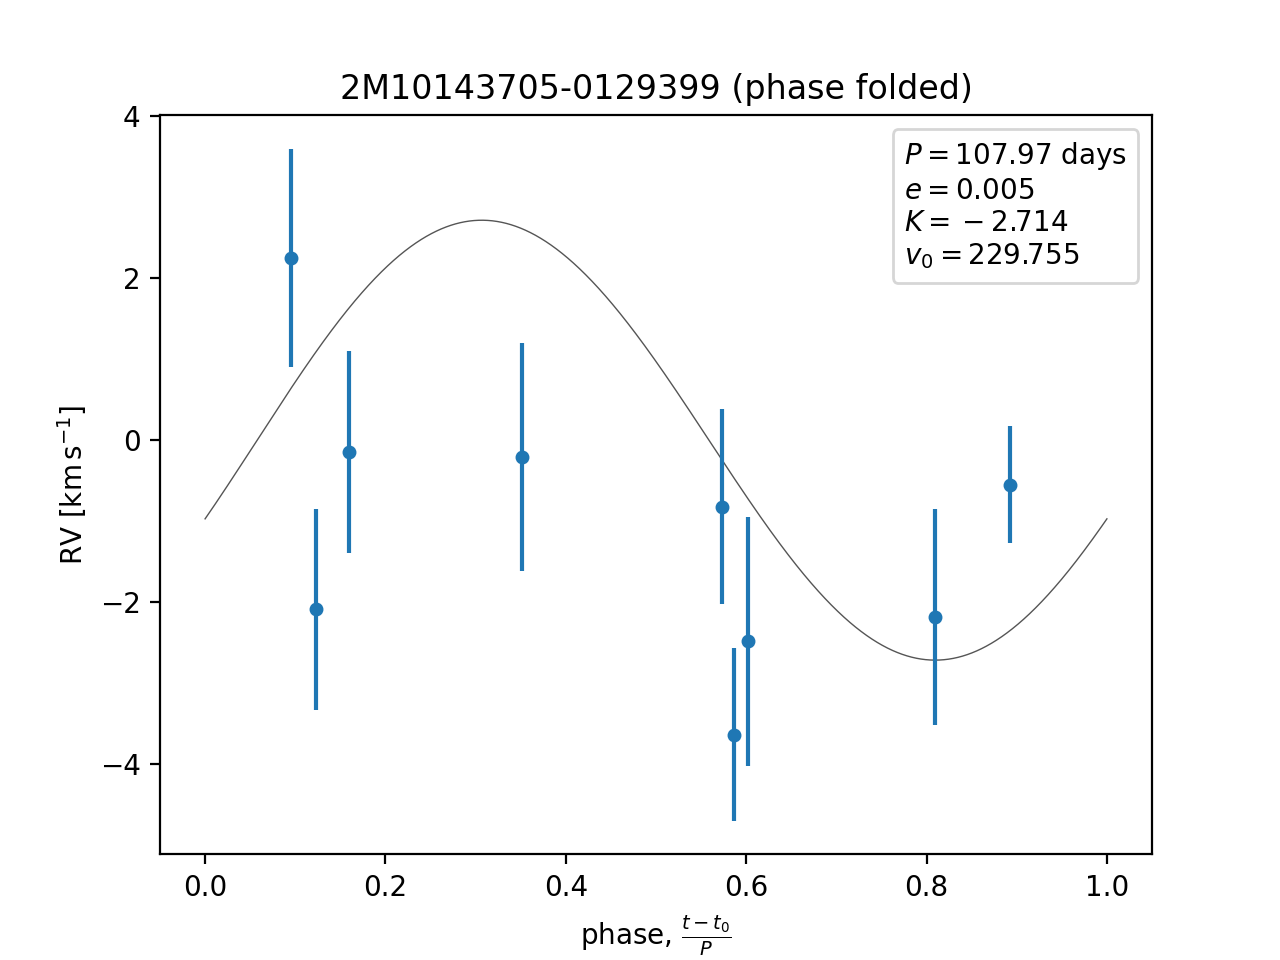 2M10143705-0129399 (phase folded)
P = 107.97 days
e = 0.005
K = −2.714
v₀ = 229.755
4
2
0
−2
−4
RV [km s⁻¹]
0.0 0.2 0.4 0.6 0.8 1.0
phase, (t − t₀)/P